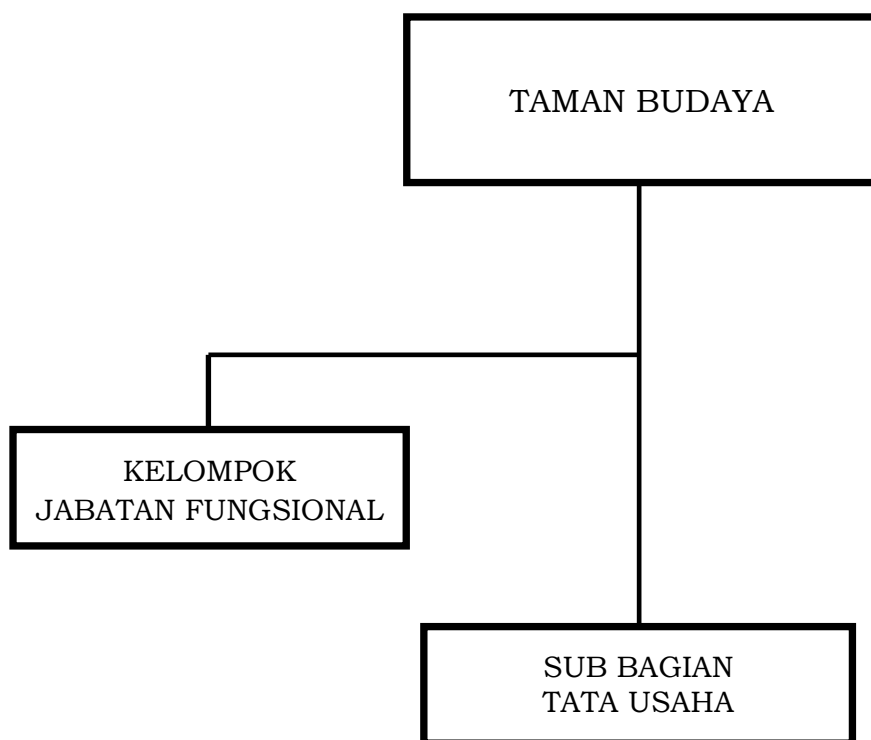 TAMAN BUDAYA
KELOMPOK
JABATAN FUNGSIONAL
SUB BAGIAN
TATA USAHA